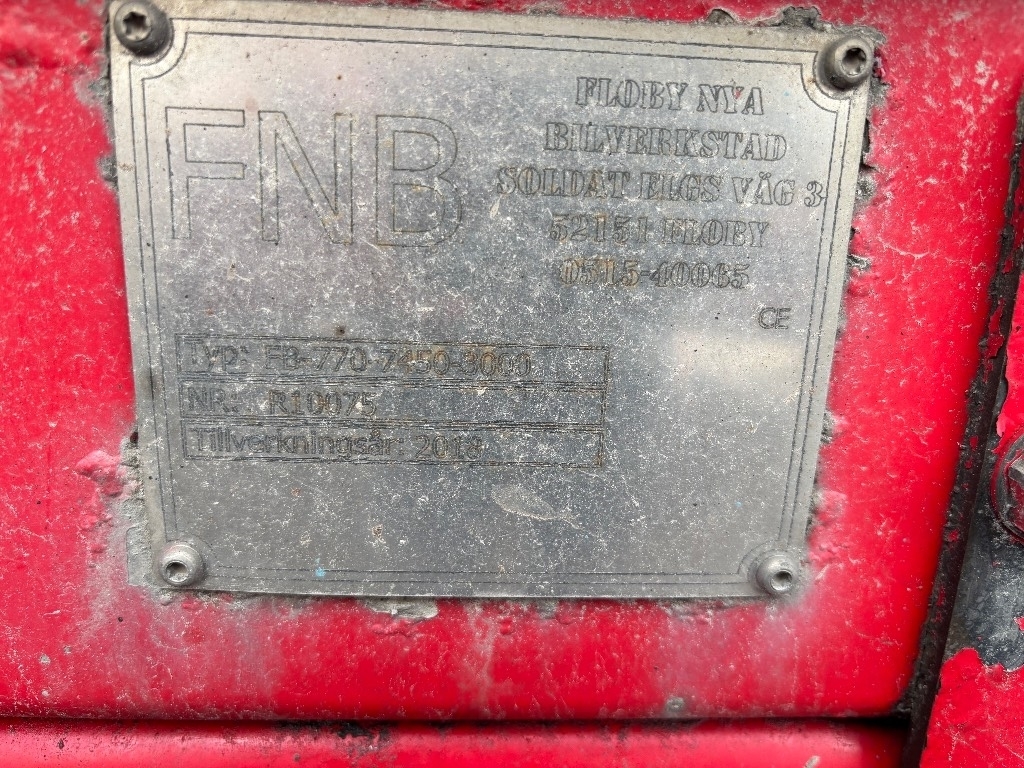 FNB
FLOBY NYA
BILVERKSTAD
SOLDAT ELGS VÄG 3
52151 FLOBY
0515-40065
CE
Typ: FB-770-7450-3000
NR: R10075
Tillverkningsår: 2018